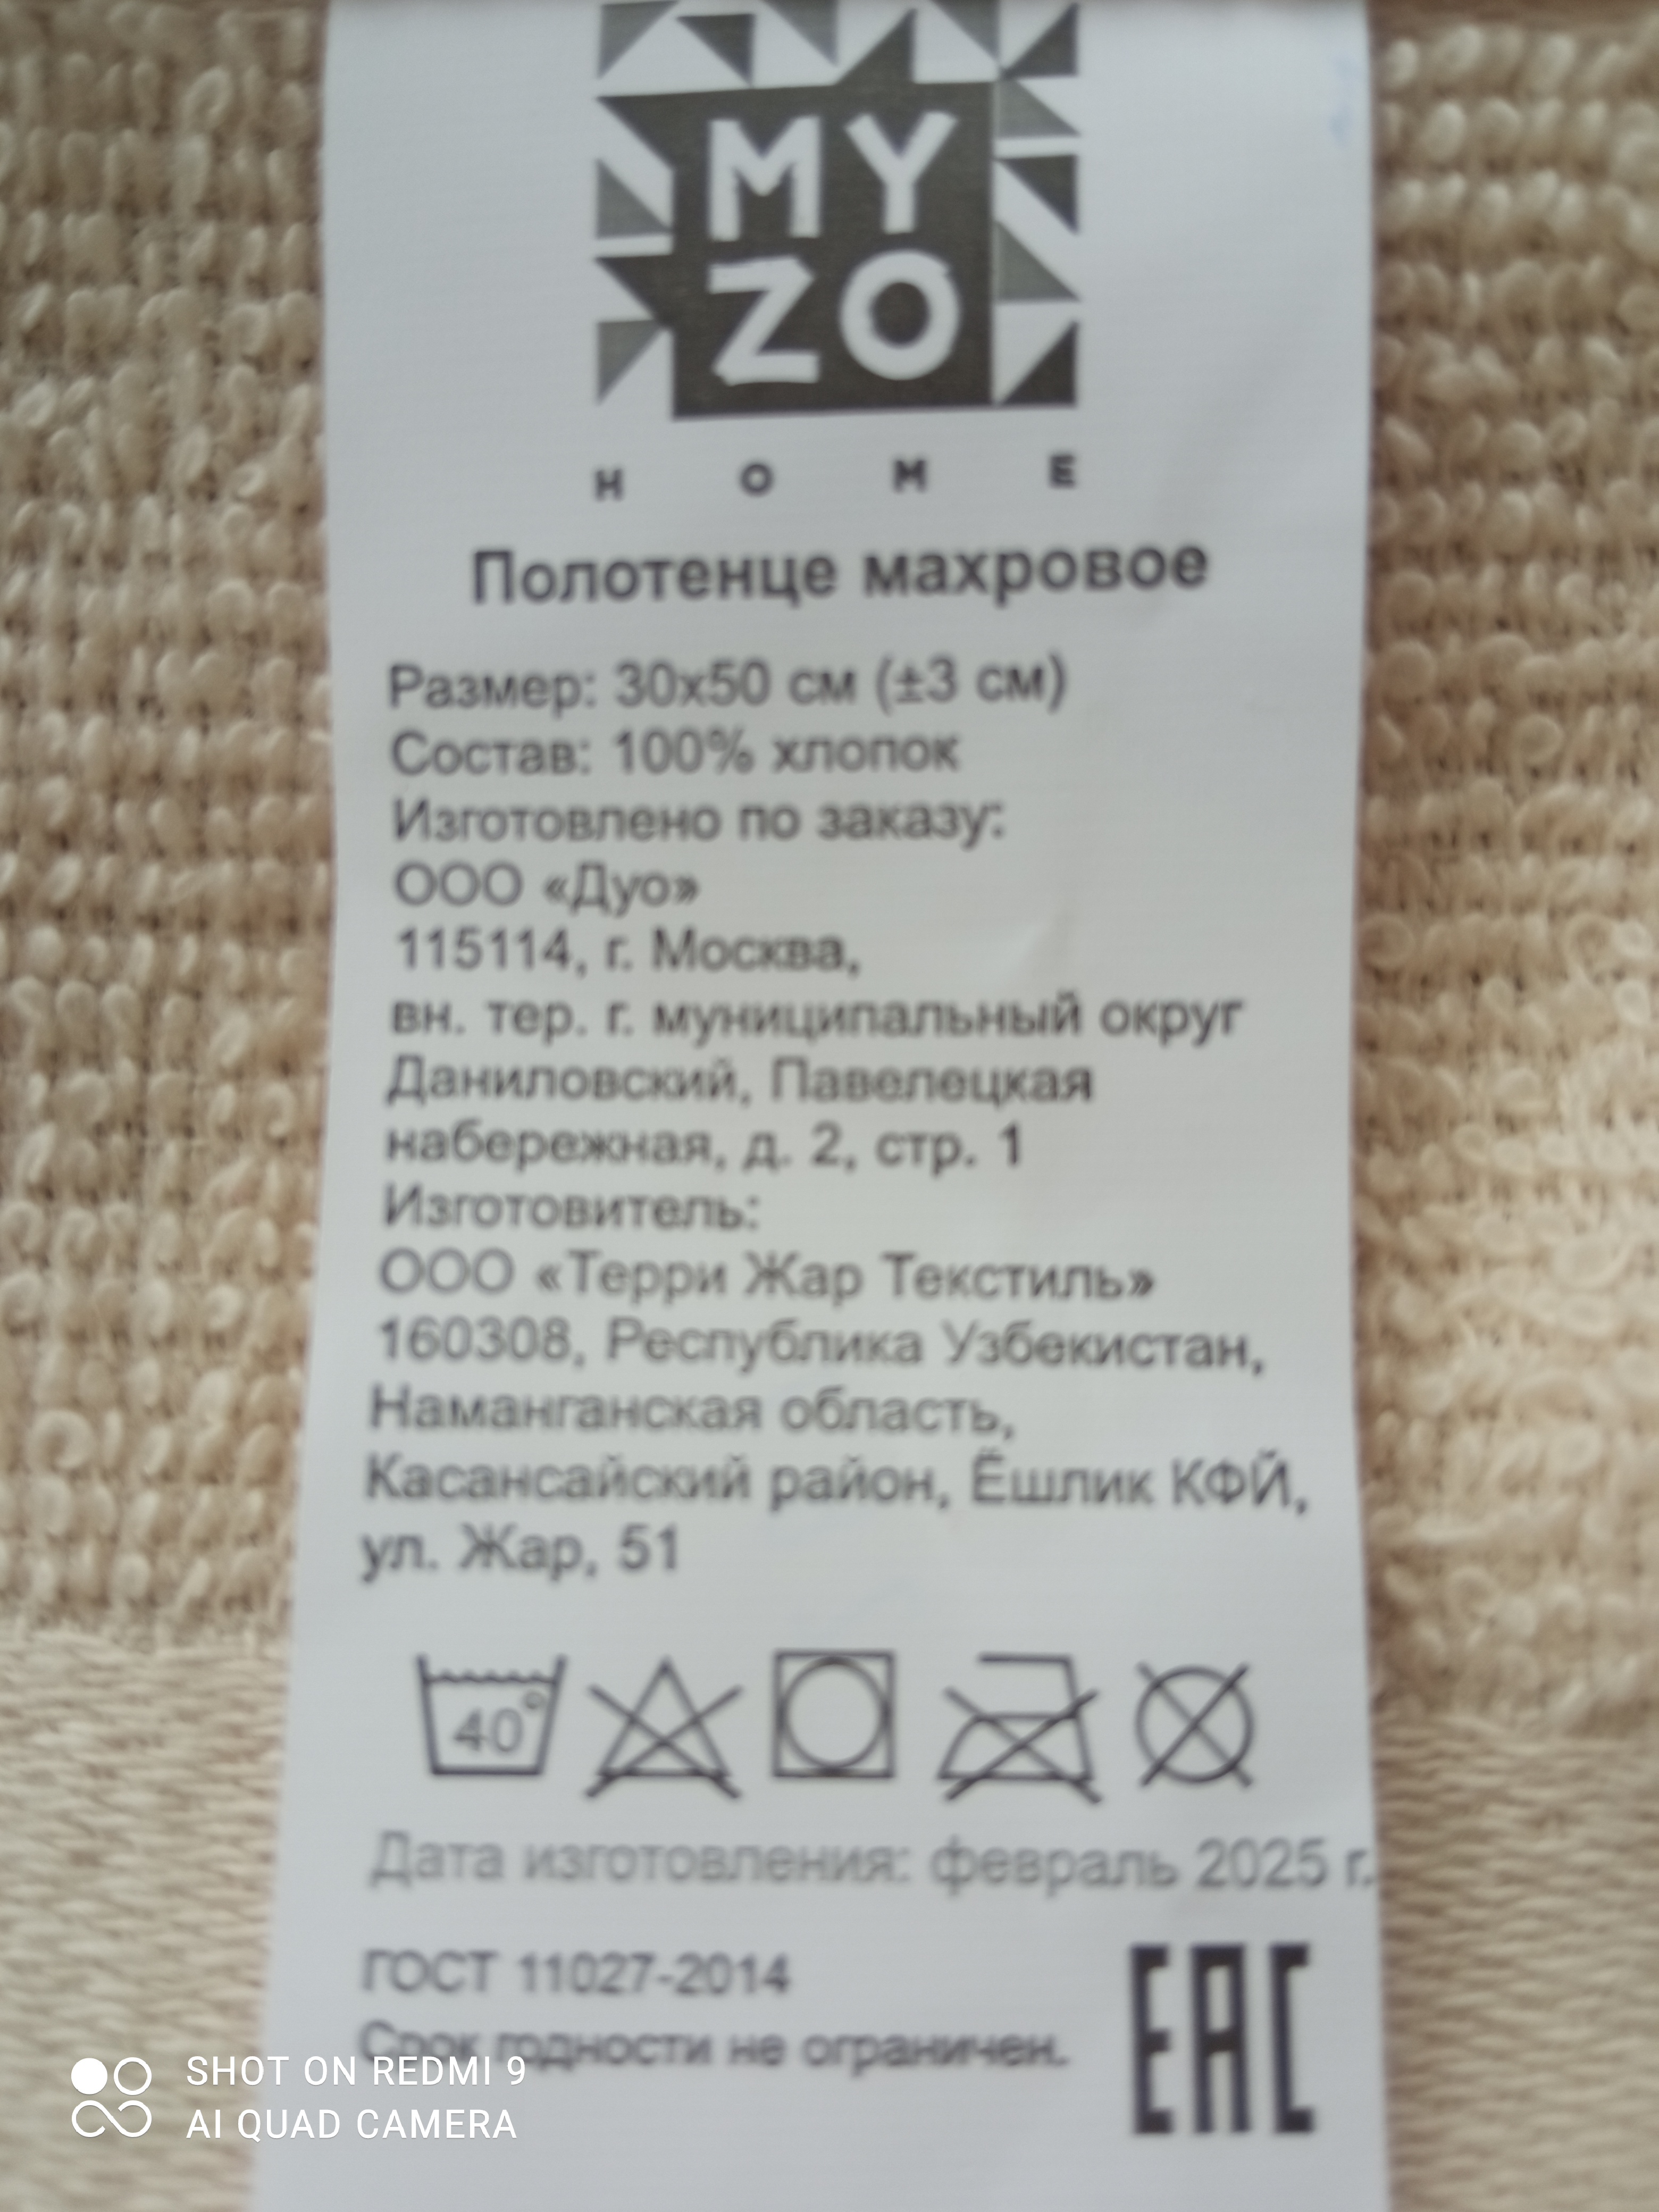 MY
ZO
HOME
Полотенце махровое
Размер: 30х50 см (±3 см)
Состав: 100% хлопок
Изготовлено по заказу:
ООО «Дуо»
115114, г. Москва,
вн. тер. г. муниципальный округ
Даниловский, Павелецкая
набережная, д. 2, стр. 1
Изготовитель:
ООО «Терри Жар Текстиль»
160308, Республика Узбекистан,
Наманганская область,
Касансайский район, Ёшлик КФЙ,
ул. Жар, 51
40°
Дата изготовления: февраль 2025 г.
ГОСТ 11027-2014
Срок годности не ограничен.
EAC
SHOT ON REDMI 9
AI QUAD CAMERA